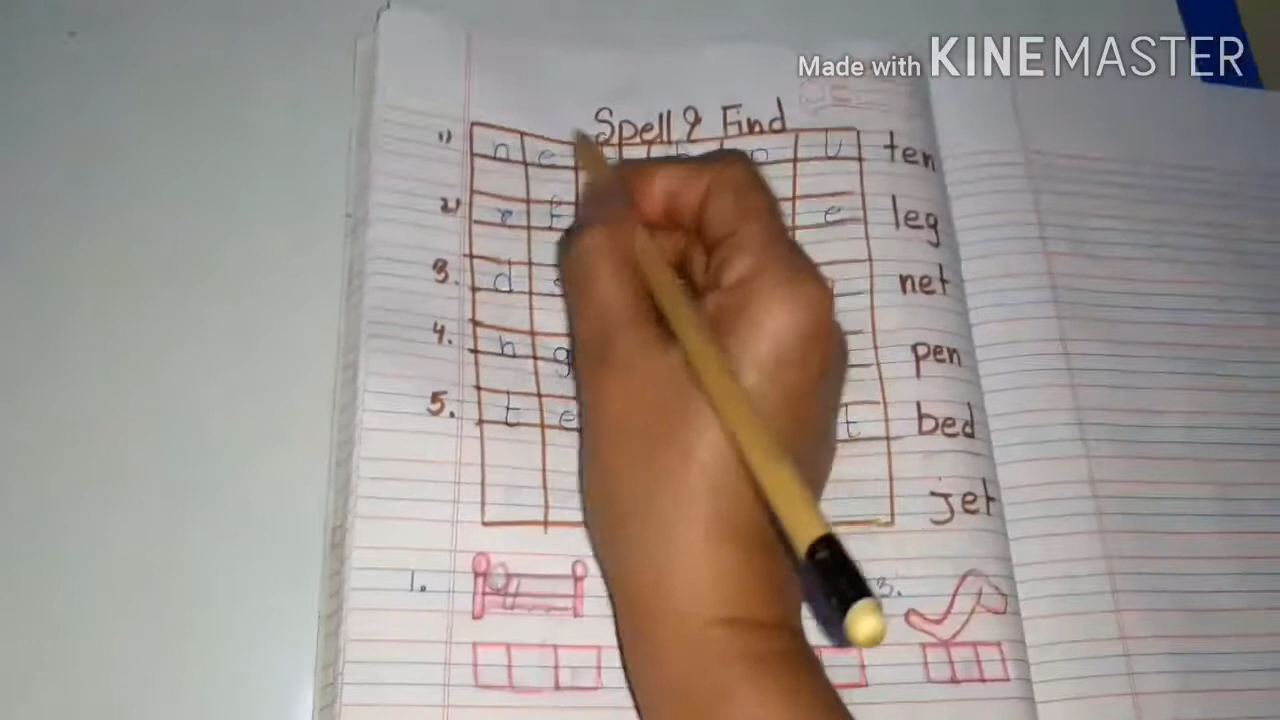 Made with KINEMASTER
Spell & Find
1) n e n U ten
2) e f e leg
3. d net
4. h g pen
5. t e t bed
jet
1. 3.